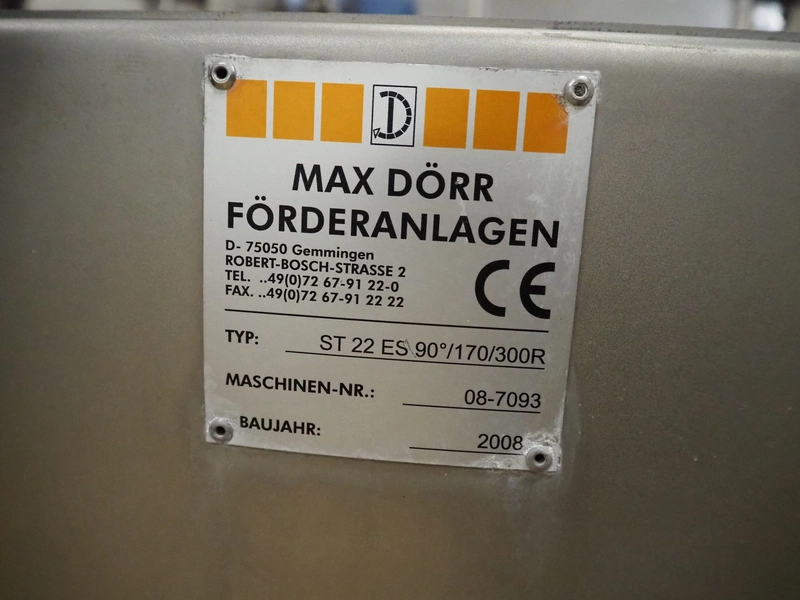 D
MAX DÖRR
FÖRDERANLAGEN
D- 75050 Gemmingen
ROBERT-BOSCH-STRASSE 2
TEL. ..49(0)72 67-91 22-0
FAX. ..49(0)72 67-91 22 22
CE
TYP: ST 22 ES 90°/170/300R
MASCHINEN-NR.: 08-7093
BAUJAHR: 2008